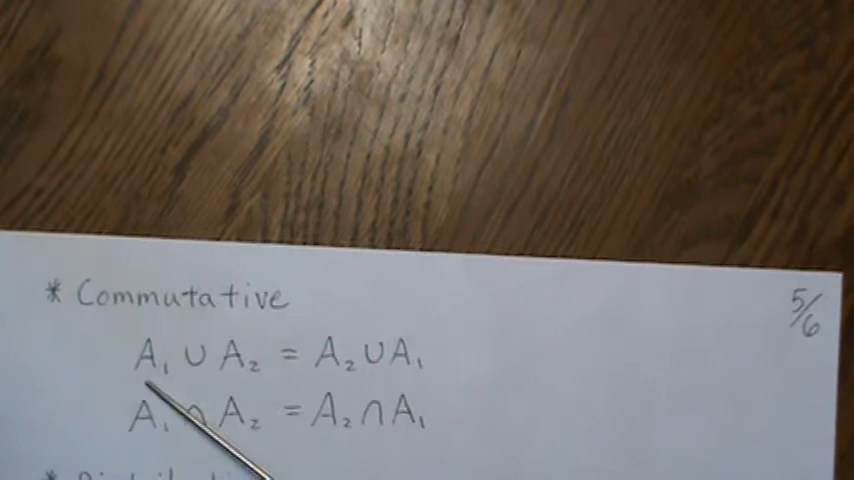 5/6
* Commutative
A₁ ∪ A₂ = A₂ ∪ A₁
A₁ ∩ A₂ = A₂ ∩ A₁